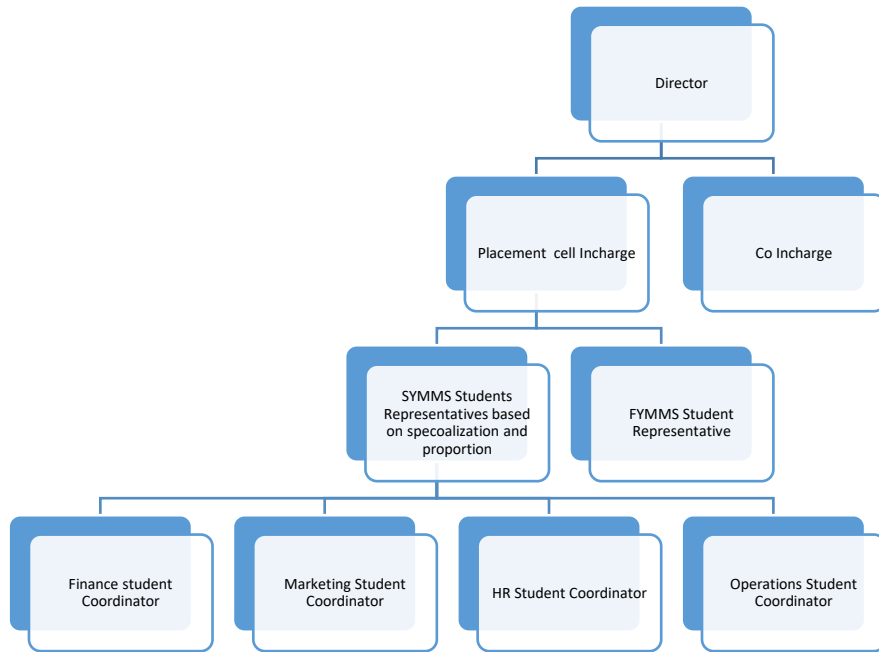 Director
Placement cell Incharge
Co Incharge
SYMMS Students
Representatives based
on specoalization and
proportion
FYMMS Student
Representative
Finance student
Coordinator
Marketing Student
Coordinator
HR Student Coordinator
Operations Student
Coordinator